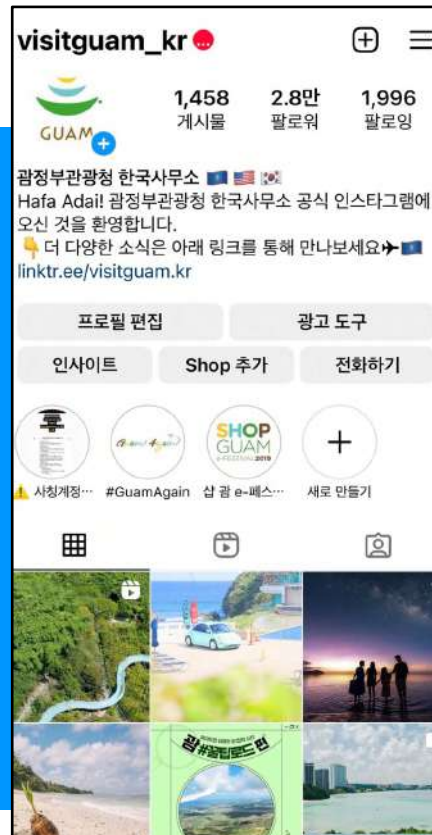 visitguam_kr
GUAM
1,458 2.8만 1,996
게시물 팔로워 팔로잉
괌정부관광청 한국사무소
Hafa Adai! 괌정부관광청 한국사무소 공식 인스타그램에
오신 것을 환영합니다.
👇 더 다양한 소식은 아래 링크를 통해 만나보세요✈
linktr.ee/visitguam.kr
프로필 편집 광고 도구
인사이트 Shop 추가 전화하기
SHOP
GUAM
e-FESTIVAL 2019
⚠ 사칭계정… #GuamAgain 샵 괌 e-페스… 새로 만들기
괌 #꿀팁로드 편